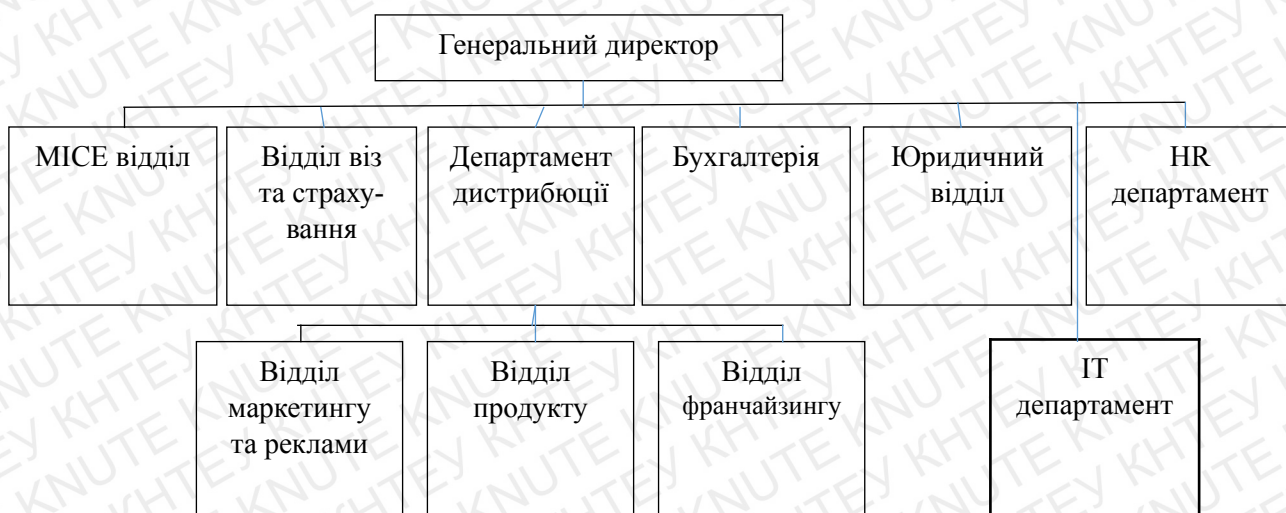 Генеральний директор
MICE відділ
Відділ віз
та страху-
вання
Департамент
дистрибюції
Бухгалтерія
Юридичний
відділ
HR
департамент
Відділ
маркетингу
та реклами
Відділ
продукту
Відділ
франчайзингу
IT
департамент